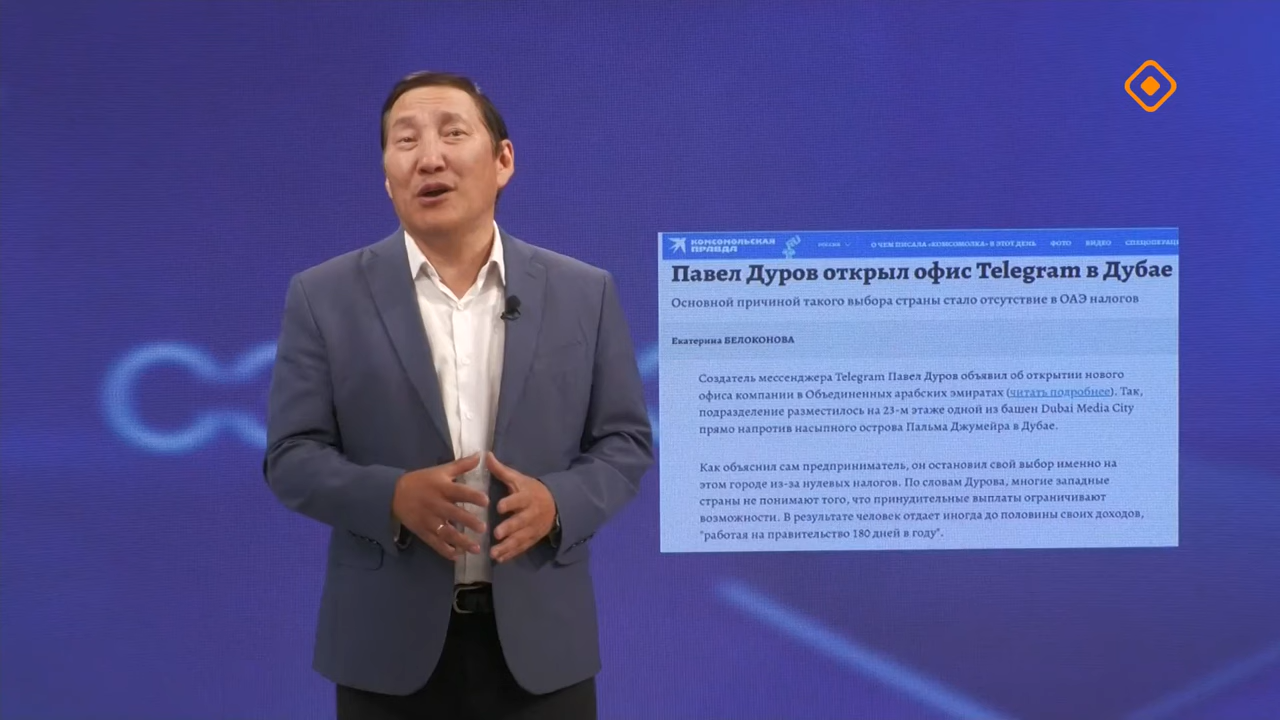 КОМСОМОЛЬСКАЯ
ПРАВДА
РОССИЯ
О ЧЕМ ПИСАЛА «КОМСОМОЛКА» В ЭТОТ ДЕНЬ ФОТО ВИДЕО СПЕЦОПЕРАЦ
Павел Дуров открыл офис Telegram в Дубае
Основной причиной такого выбора страны стало отсутствие в ОАЭ налогов
Екатерина БЕЛОКОНОВА
Создатель мессенджера Telegram Павел Дуров объявил об открытии нового
офиса компании в Объединенных арабских эмиратах (читать подробнее). Так,
подразделение разместилось на 23-м этаже одной из башен Dubai Media City
прямо напротив насыпного острова Пальма Джумейра в Дубае.
Как объяснил сам предприниматель, он остановил свой выбор именно на
этом городе из-за нулевых налогов. По словам Дурова, многие западные
страны не понимают того, что принудительные выплаты ограничивают
возможности. В результате человек отдает иногда до половины своих доходов,
"работая на правительство 180 дней в году".